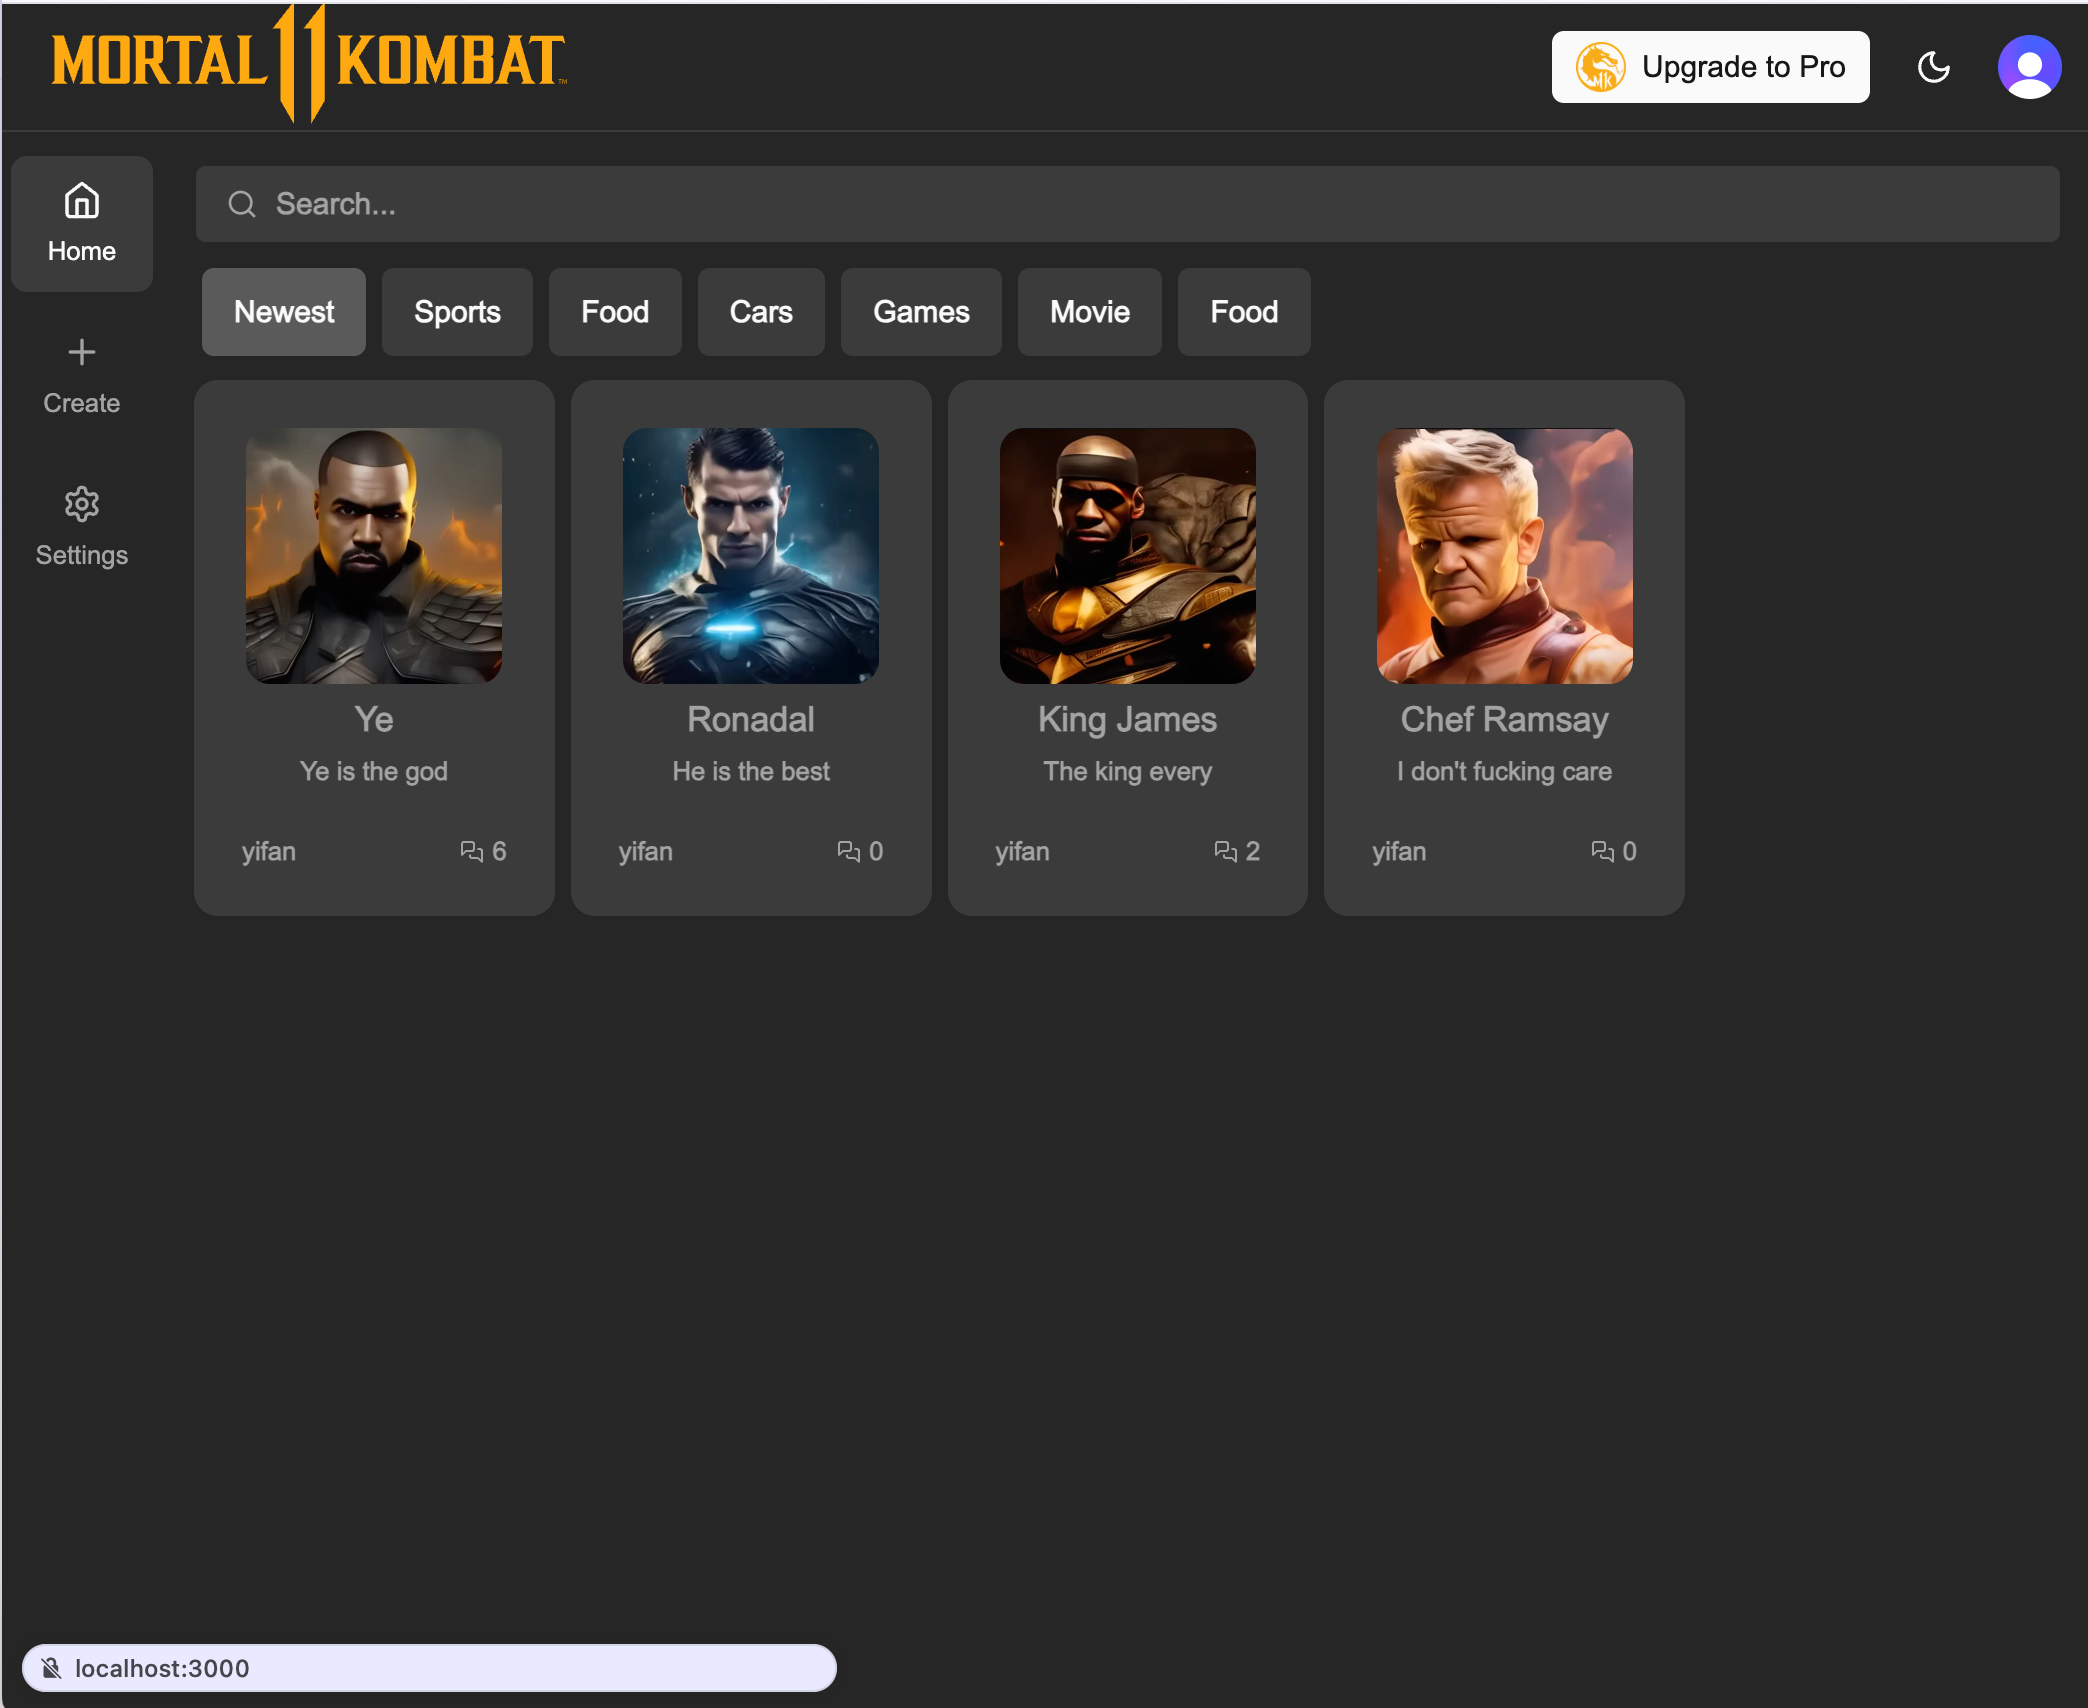 MORTAL 11 KOMBAT™
MK Upgrade to Pro
Home
Create
Settings
Search...
Newest Sports Food Cars Games Movie Food
Ye
Ye is the god
yifan 6
Ronadal
He is the best
yifan 0
King James
The king every
yifan 2
Chef Ramsay
I don't fucking care
yifan 0
localhost:3000